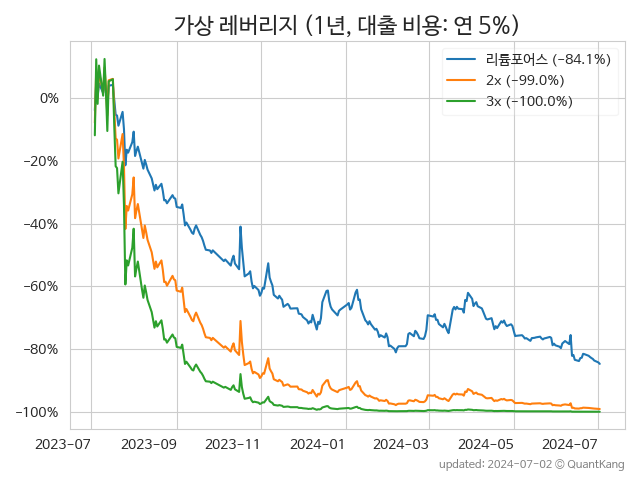 가상 레버리지 (1년, 대출 비용: 연 5%)
리튬포어스 (−84.1%)
2x (−99.0%)
3x (−100.0%)
0%
−20%
−40%
−60%
−80%
−100%
2023-07 2023-09 2023-11 2024-01 2024-03 2024-05 2024-07
updated: 2024-07-02 © QuantKang